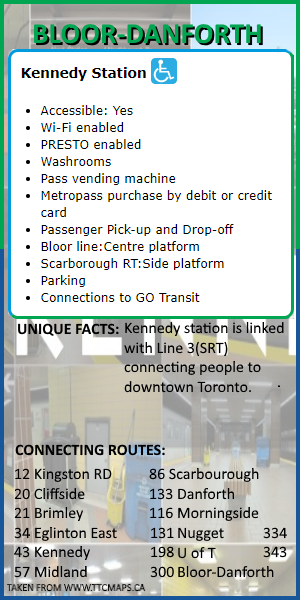 BLOOR-DANFORTH
Kennedy Station
Accessible: Yes
Wi-Fi enabled
PRESTO enabled
Washrooms
Pass vending machine
Metropass purchase by debit or credit
card
Passenger Pick-up and Drop-off
Bloor line:Centre platform
Scarborough RT:Side platform
Parking
Connections to GO Transit
UNIQUE FACTS: Kennedy station is linked
with Line 3(SRT)
connecting people to
downtown Toronto. .
CONNECTING ROUTES:
12 Kingston RD 86 Scarbourough
20 Cliffside 133 Danforth
21 Brimley 116 Morningside
34 Eglinton East 131 Nugget 334
43 Kennedy 198 U of T 343
57 Midland 300 Bloor-Danforth
TAKEN FROM WWW.TTCMAPS.CA